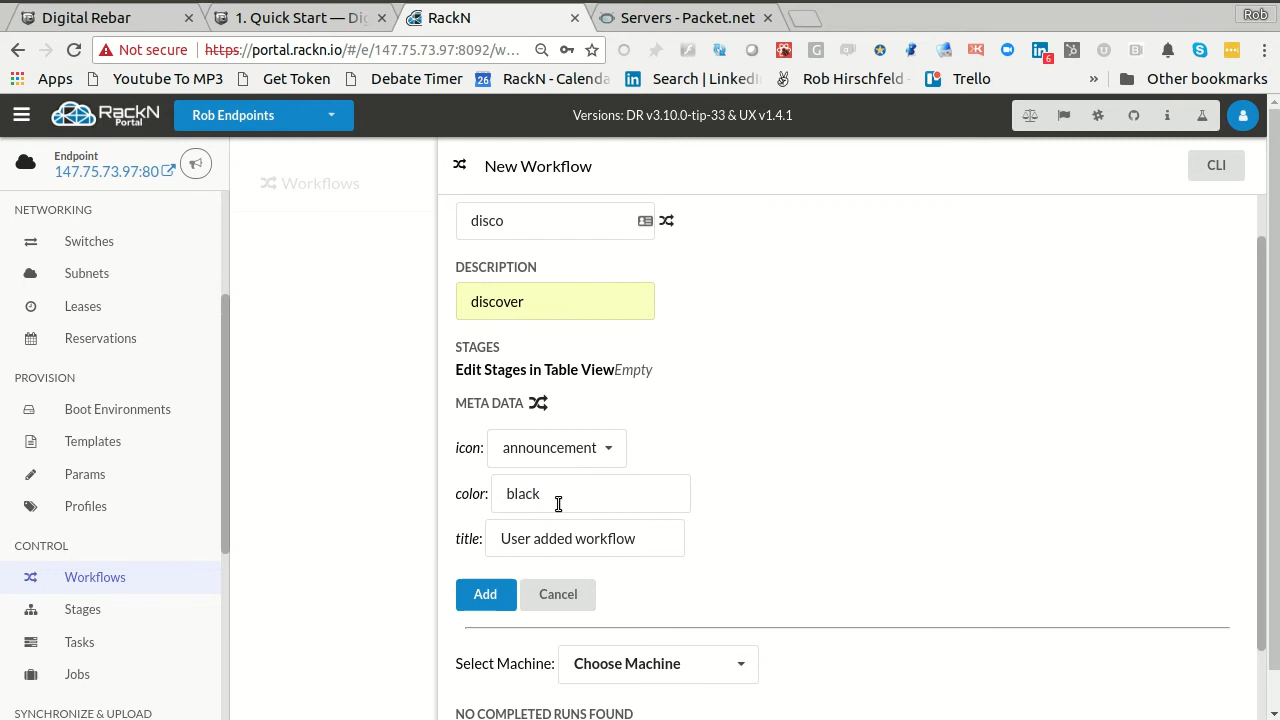 Digital Rebar
1. Quick Start — Di
RackN
Servers - Packet.net
Rob
Not secure
https://portal.rackn.io/#/e/147.75.73.97:8092/w...
6
Apps
Youtube To MP3
Get Token
Debate Timer
26
RackN - Calenda
Search | LinkedI
Rob Hirschfeld -
Trello
»
Other bookmarks
RackN
Portal
Rob Endpoints
Versions: DR v3.10.0-tip-33 & UX v1.4.1
Endpoint
147.75.73.97:80
NETWORKING
Switches
Subnets
Leases
Reservations
PROVISION
Boot Environments
Templates
Params
Profiles
CONTROL
Workflows
Stages
Tasks
Jobs
SYNCHRONIZE & UPLOAD
Workflows
New Workflow
CLI
disco
DESCRIPTION
discover
STAGES
Edit Stages in Table ViewEmpty
META DATA
icon: announcement
color: black
title: User added workflow
Add
Cancel
Select Machine: Choose Machine
NO COMPLETED RUNS FOUND